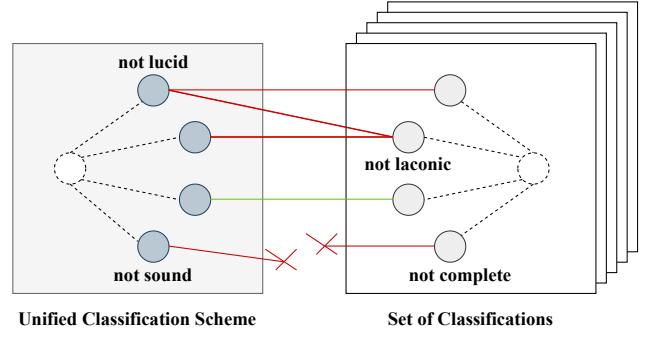 not lucid
not laconic
not sound
not complete
Unified Classification Scheme
Set of Classifications